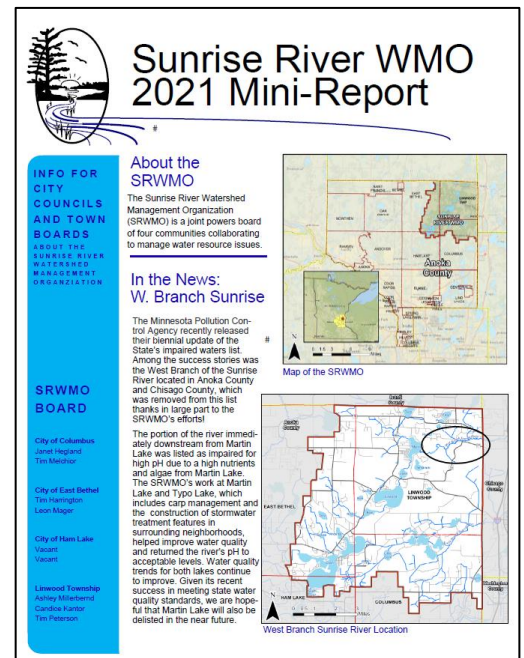 Sunrise River WMO
2021 Mini-Report
#
INFO FOR
CITY
COUNCILS
AND TOWN
BOARDS
ABOUT THE
SUNRISE RIVER
WATERSHED
MANAGEMENT
ORGANZIATION
SRWMO
BOARD
City of Columbus
Janet Hegland
Tim Melchior
City of East Bethel
Tim Harrington
Leon Mager
City of Ham Lake
Vacant
Vacant
Linwood Township
Ashley Millerbernd
Candice Kantor
Tim Peterson
About the
SRWMO
The Sunrise River Watershed
Management Organization
(SRWMO) is a joint powers board
of four communities collaborating
to manage water resource issues.
In the News:
W. Branch Sunrise
The Minnesota Pollution Con-
trol Agency recently released
their biennial update of the
State's impaired waters list.
Among the success stories was
the West Branch of the Sunrise
River located in Anoka County
and Chisago County, which
was removed from this list
thanks in large part to the
SRWMO's efforts!
The portion of the river immedi-
ately downstream from Martin
Lake was listed as impaired for
high pH due to a high nutrients
and algae from Martin Lake.
The SRWMO's work at Martin
Lake and Typo Lake, which
includes carp management and
the construction of stormwater
treatment features in
surrounding neighborhoods,
helped improve water quality
and returned the river's pH to
acceptable levels. Water quality
trends for both lakes continue
to improve. Given its recent
success in meeting state water
quality standards, we are hope-
ful that Martin Lake will also be
delisted in the near future.
#
Anoka
County
N
Miles
Map of the SRWMO
Isanti
County
Anoka
County
Chisago
County
LINWOOD
TOWNSHIP
EAST BETHEL
Washington
County
HAM LAKE
COLUMBUS
N
Miles
West Branch Sunrise River Location